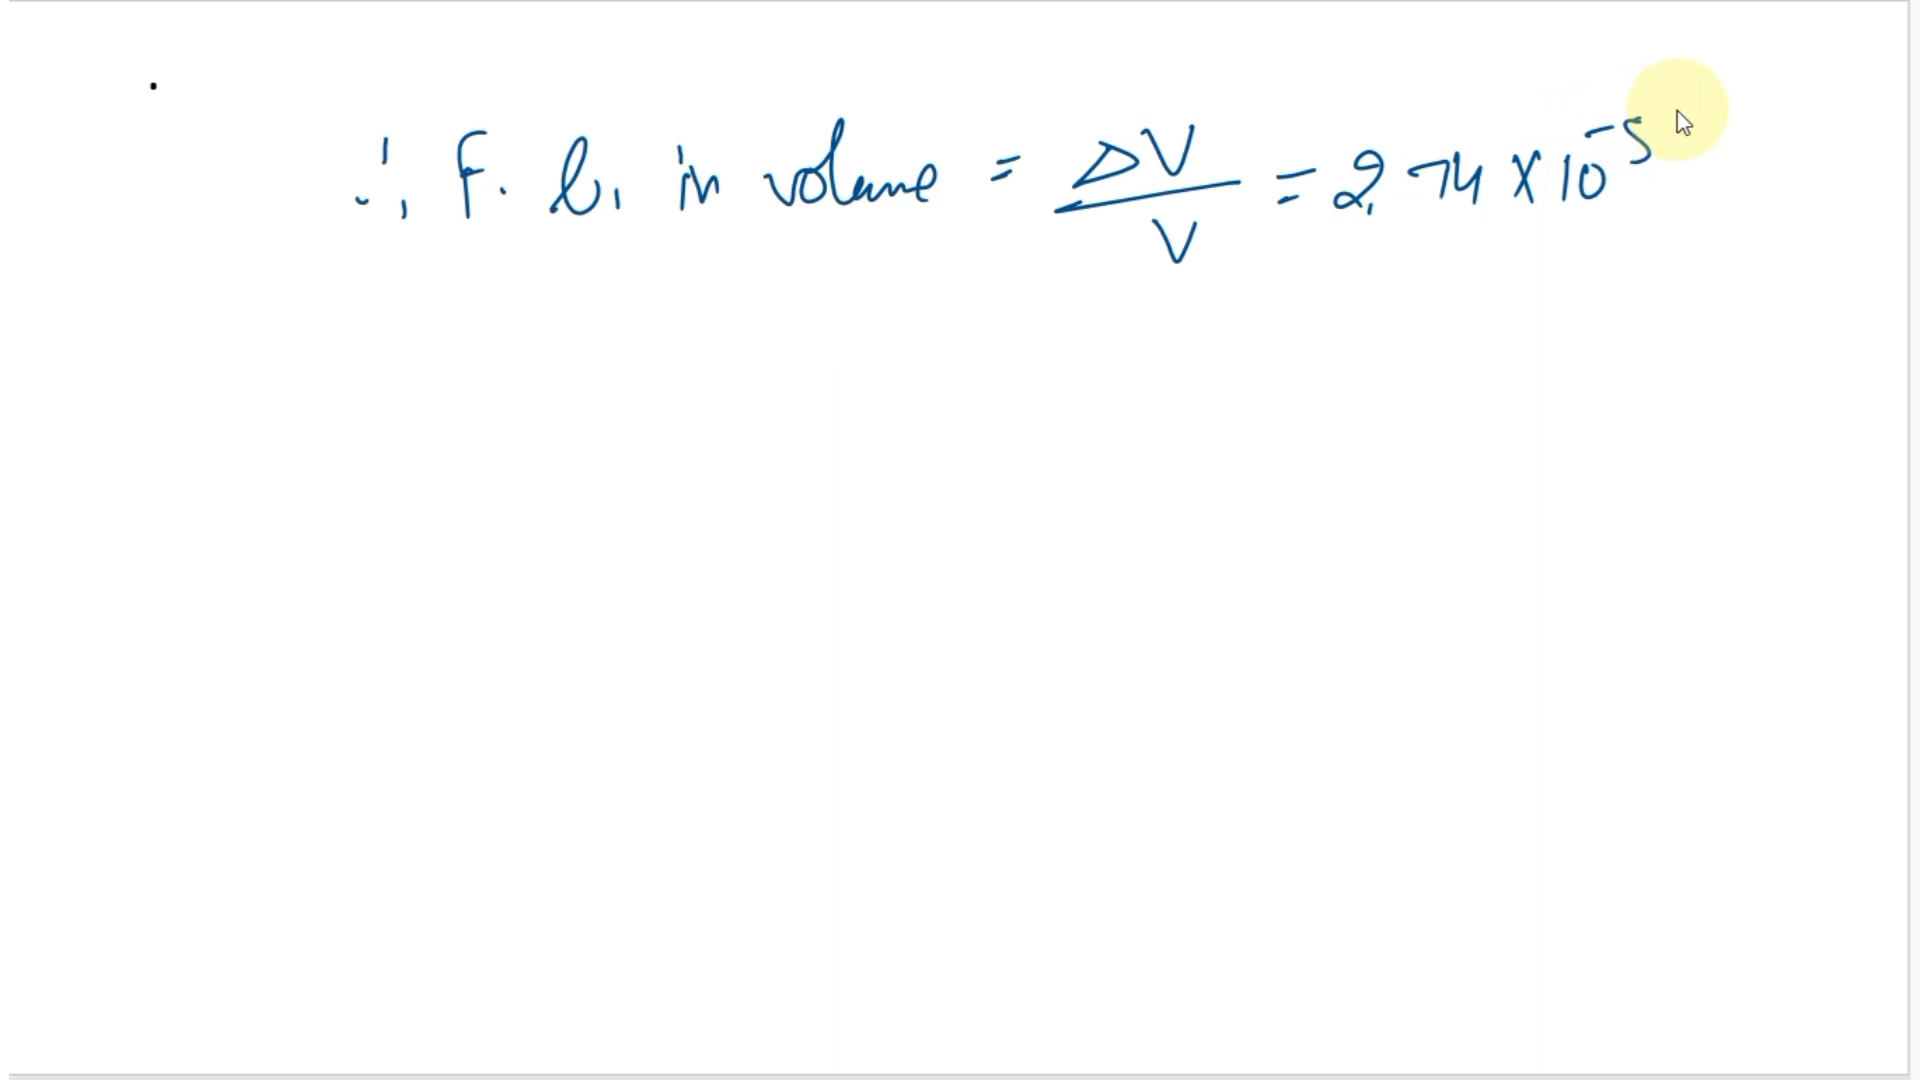 ∴ F. C. in volume = ΔV/V = 2.74 × 10⁻⁵